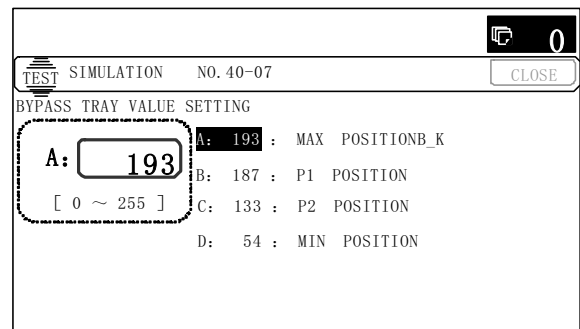 0
TEST SIMULATION NO.40-07 CLOSE
BYPASS TRAY VALUE SETTING
A: 193 [ 0 ～ 255 ]
A: 193 : MAX POSITIONB_K
B: 187 : P1 POSITION
C: 133 : P2 POSITION
D: 54 : MIN POSITION